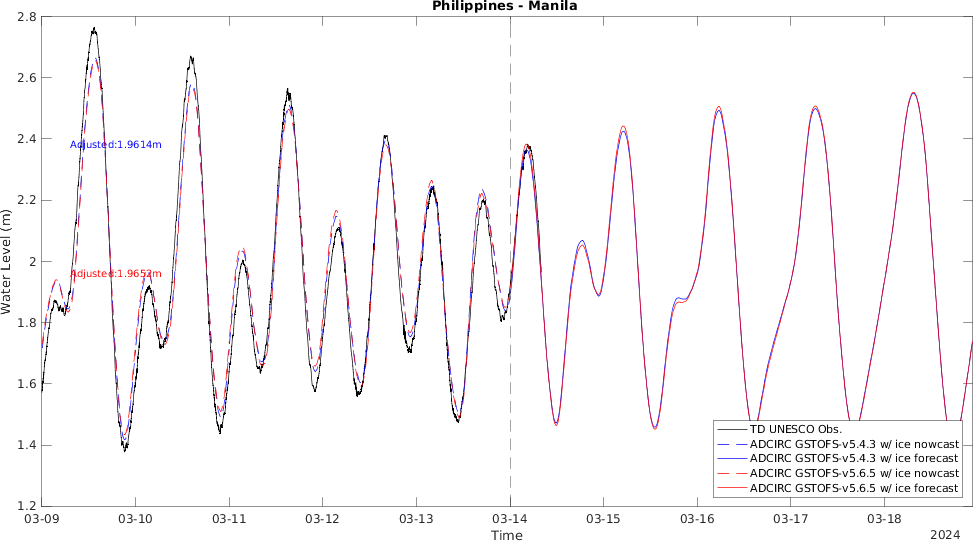 Philippines - Manila
2.8
2.6
2.4
2.2
2
1.8
1.6
1.4
1.2
Water Level (m)
Adjusted:1.9614m
Adjusted:1.9652m
TD UNESCO Obs.
ADCIRC GSTOFS-v5.4.3 w/ ice nowcast
ADCIRC GSTOFS-v5.4.3 w/ ice forecast
ADCIRC GSTOFS-v5.6.5 w/ ice nowcast
ADCIRC GSTOFS-v5.6.5 w/ ice forecast
03-09 03-10 03-11 03-12 03-13 03-14 03-15 03-16 03-17 03-18
Time
2024